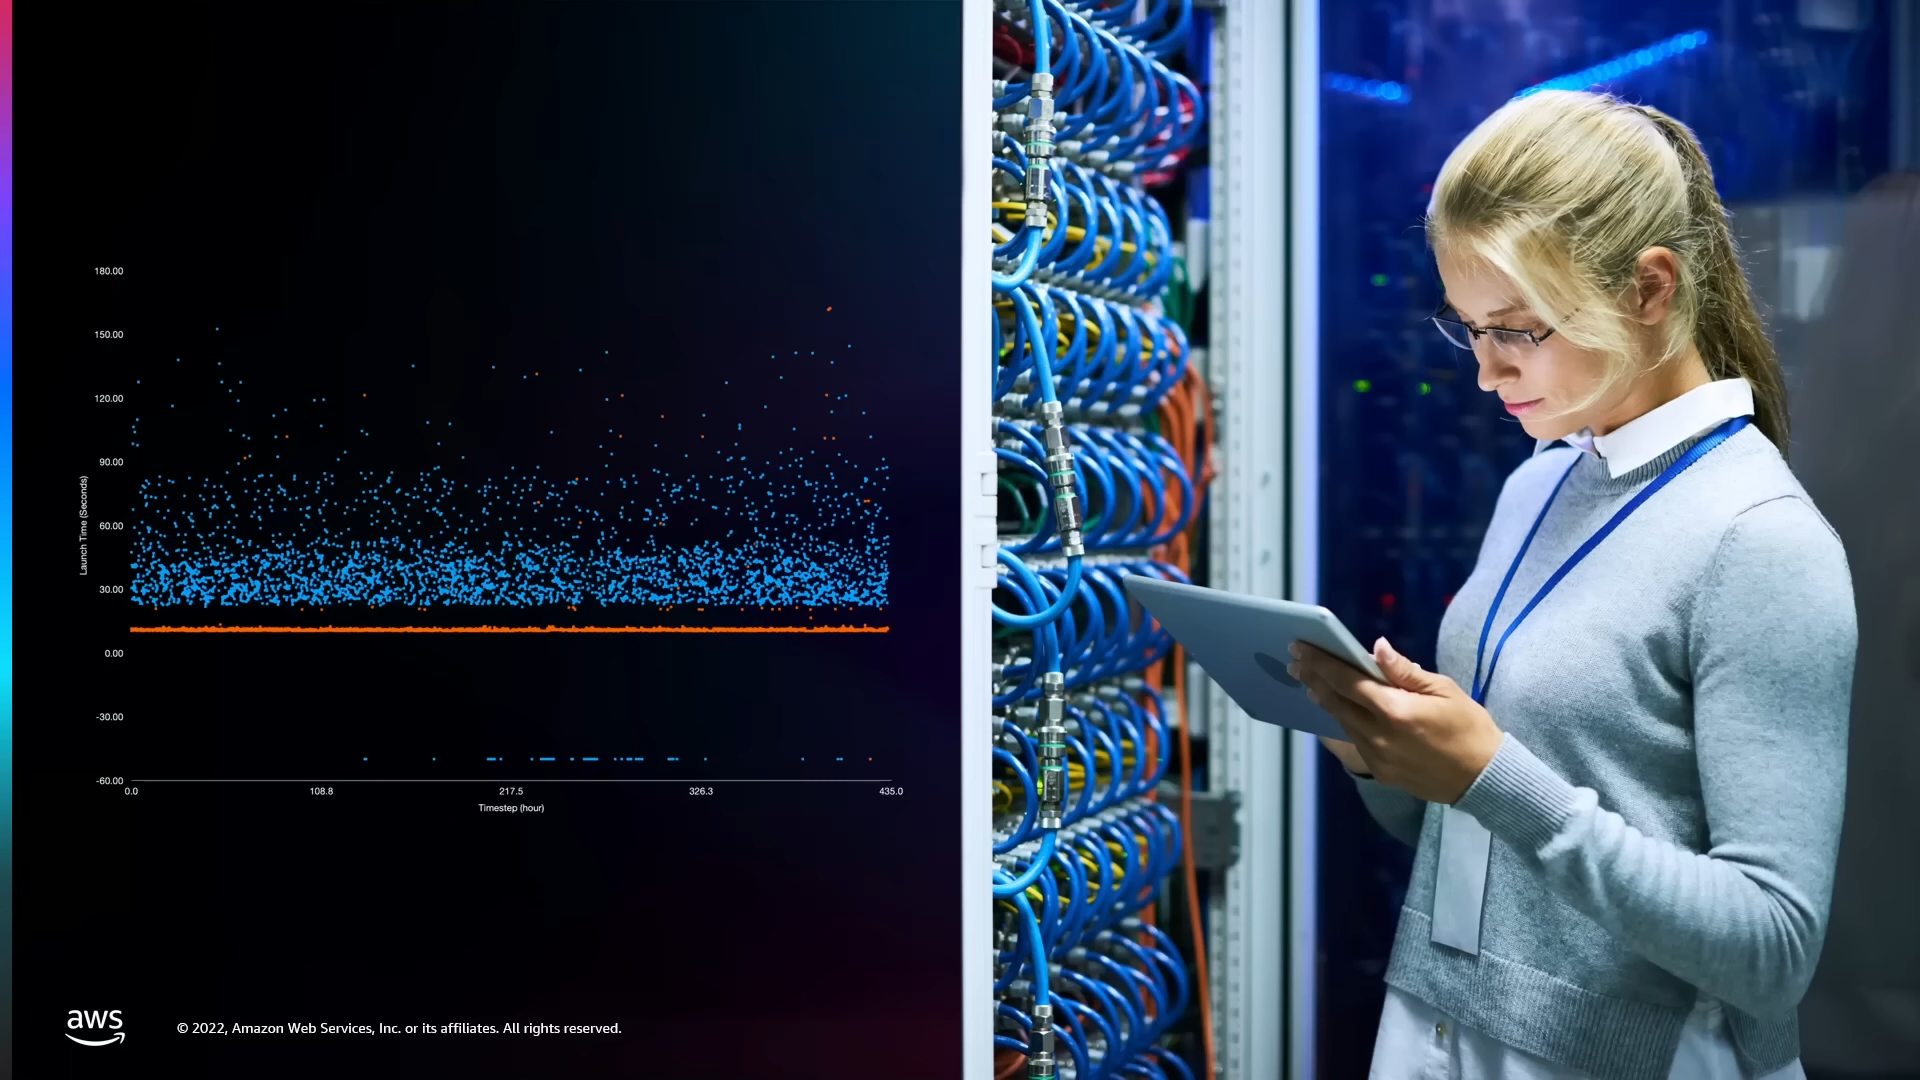 180.00
150.00
120.00
90.00
60.00
30.00
0.00
-30.00
-60.00
Launch Time (Seconds)
0.0 108.8 217.5 326.3 435.0
Timestep (hour)
aws
© 2022, Amazon Web Services, Inc. or its affiliates. All rights reserved.